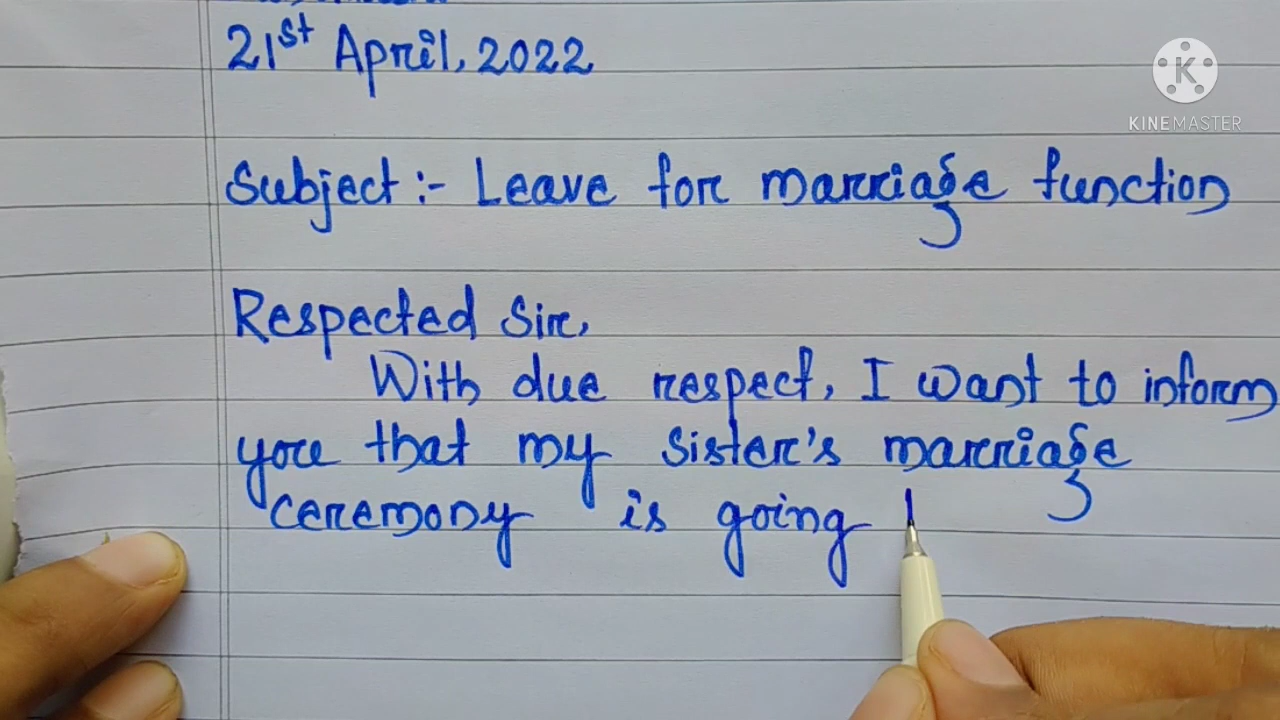 21st April, 2022
K
KINEMASTER
Subject :- Leave for marriage function
Respected Sir,
With due respect, I want to inform
you that my sister's marriage
ceremony is going